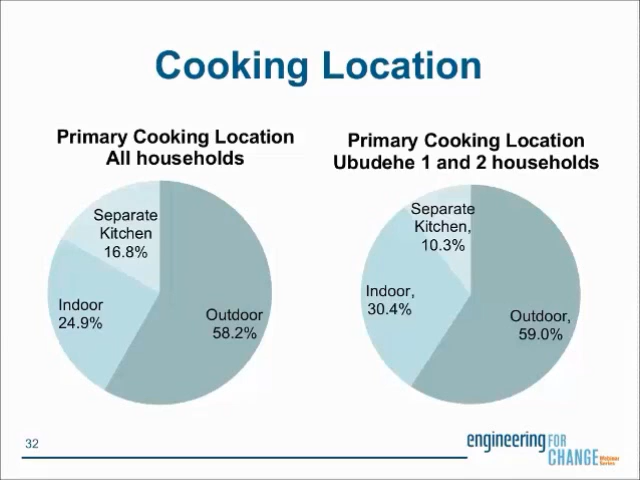 Cooking Location
Primary Cooking Location
All households
Separate
Kitchen
16.8%
Indoor
24.9%
Outdoor
58.2%
Primary Cooking Location
Ubudehe 1 and 2 households
Separate
Kitchen,
10.3%
Indoor,
30.4%
Outdoor,
59.0%
32
engineering FOR
CHANGE Webinar
Series